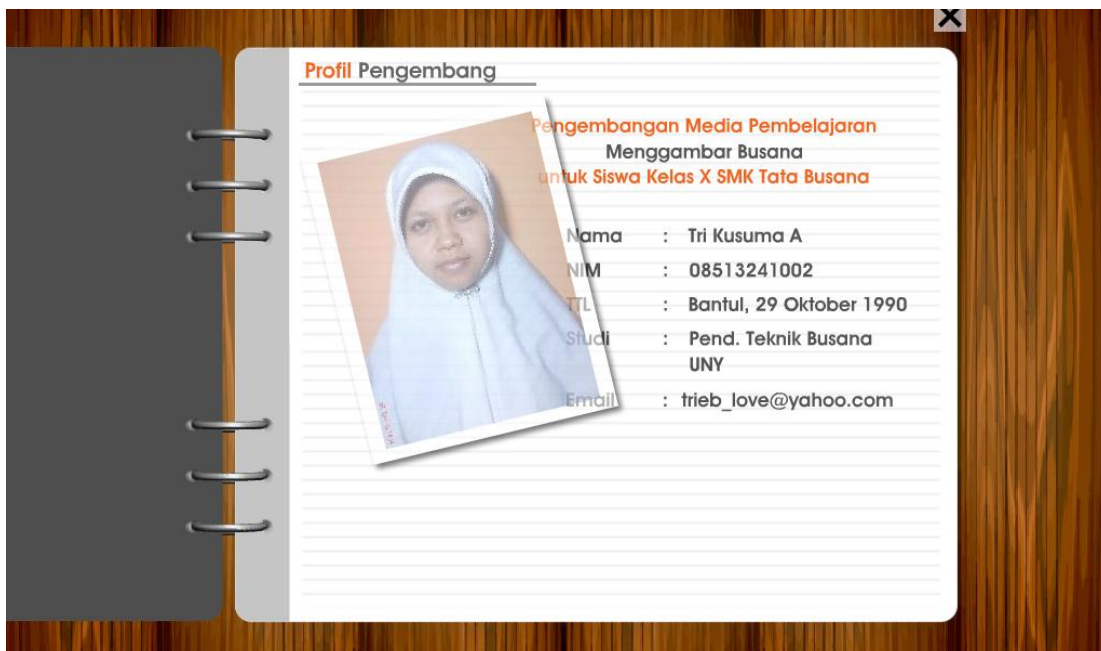 Profil Pengembang
Pengembangan Media Pembelajaran
Menggambar Busana
untuk Siswa Kelas X SMK Tata Busana
Nama : Tri Kusuma A
NIM : 08513241002
TTL : Bantul, 29 Oktober 1990
Studi : Pend. Teknik Busana
UNY
Email : trieb_love@yahoo.com